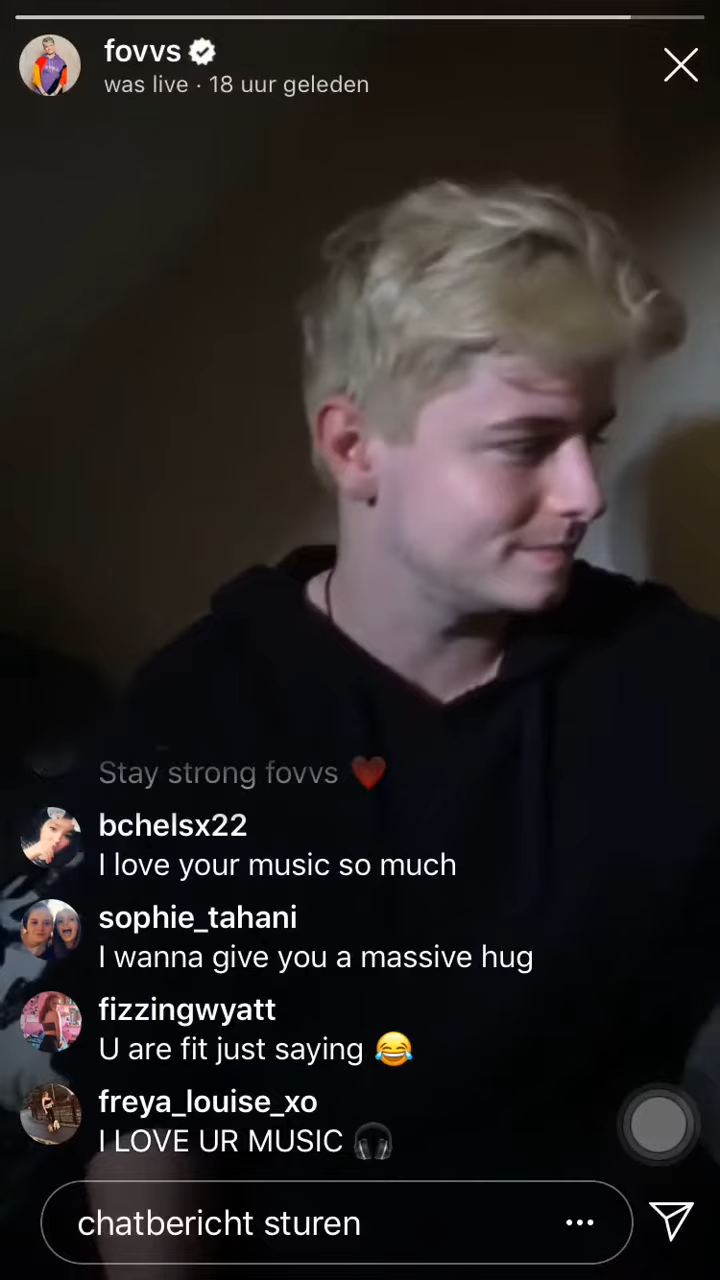 fovvs
was live · 18 uur geleden
Stay strong fovvs ❤️
bchelsx22
I love your music so much
sophie_tahani
I wanna give you a massive hug
fizzingwyatt
U are fit just saying 😂
freya_louise_xo
I LOVE UR MUSIC 🎧
chatbericht sturen